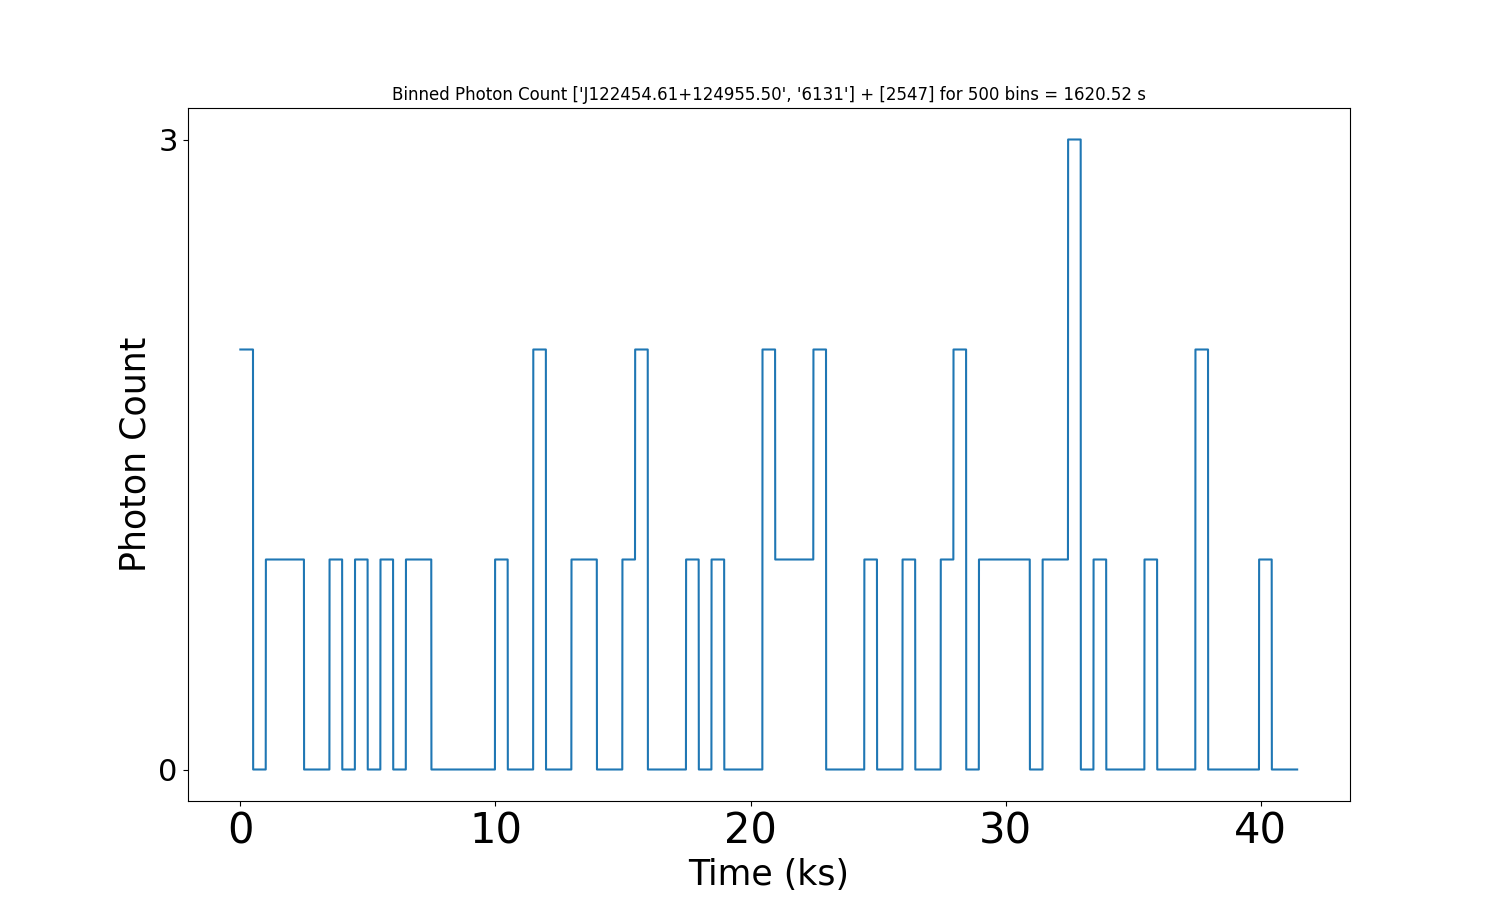 Binned Photon Count ['J122454.61+124955.50', '6131'] + [2547] for 500 bins = 1620.52 s
3
Photon Count
0
0 10 20 30 40
Time (ks)